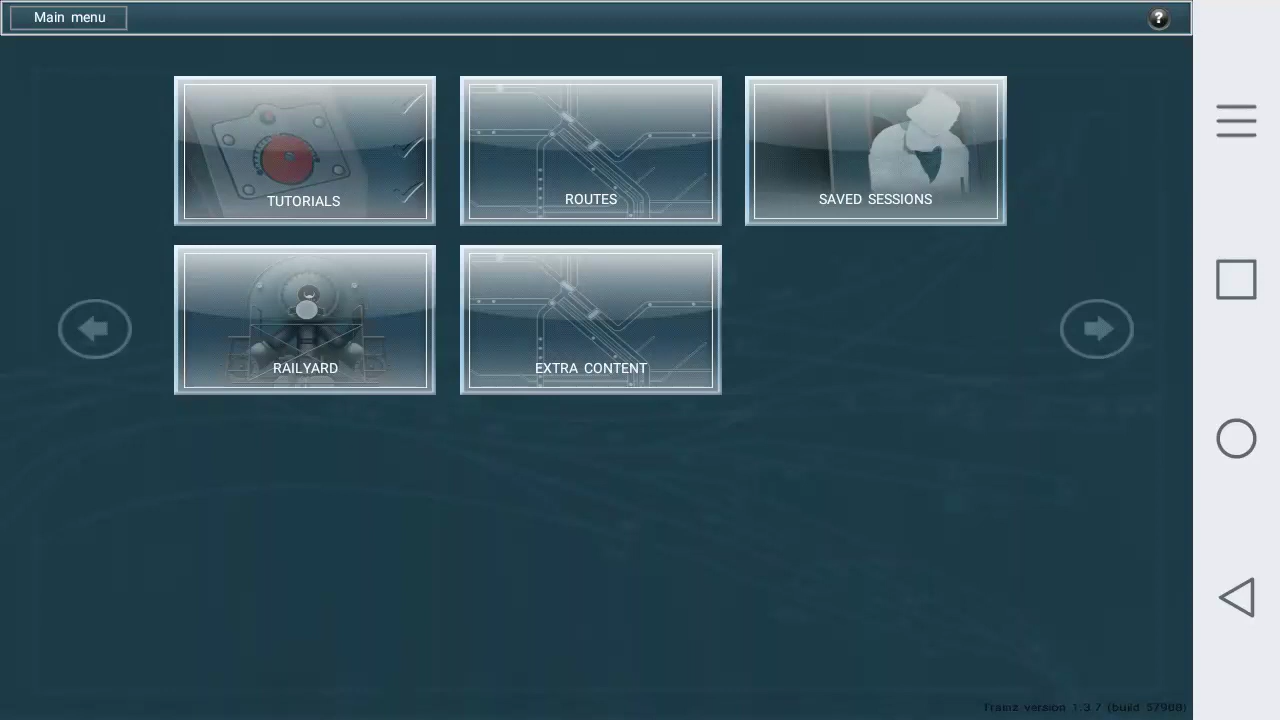 Main menu
?
TUTORIALS
ROUTES
SAVED SESSIONS
RAILYARD
EXTRA CONTENT
Trainz version 1.3.7 (build 57908)